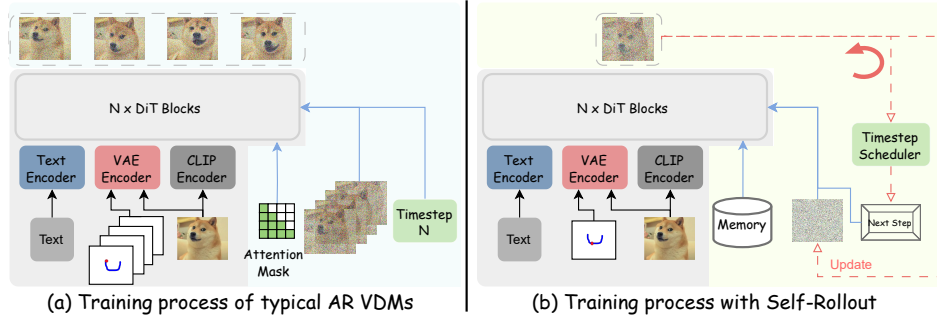 N x DiT Blocks
Text
Encoder
VAE
Encoder
CLIP
Encoder
Text
Attention
Mask
Timestep
N
(a) Training process of typical AR VDMs
N x DiT Blocks
Text
Encoder
VAE
Encoder
CLIP
Encoder
Text
Memory
Timestep
Scheduler
Next Step
Update
(b) Training process with Self-Rollout